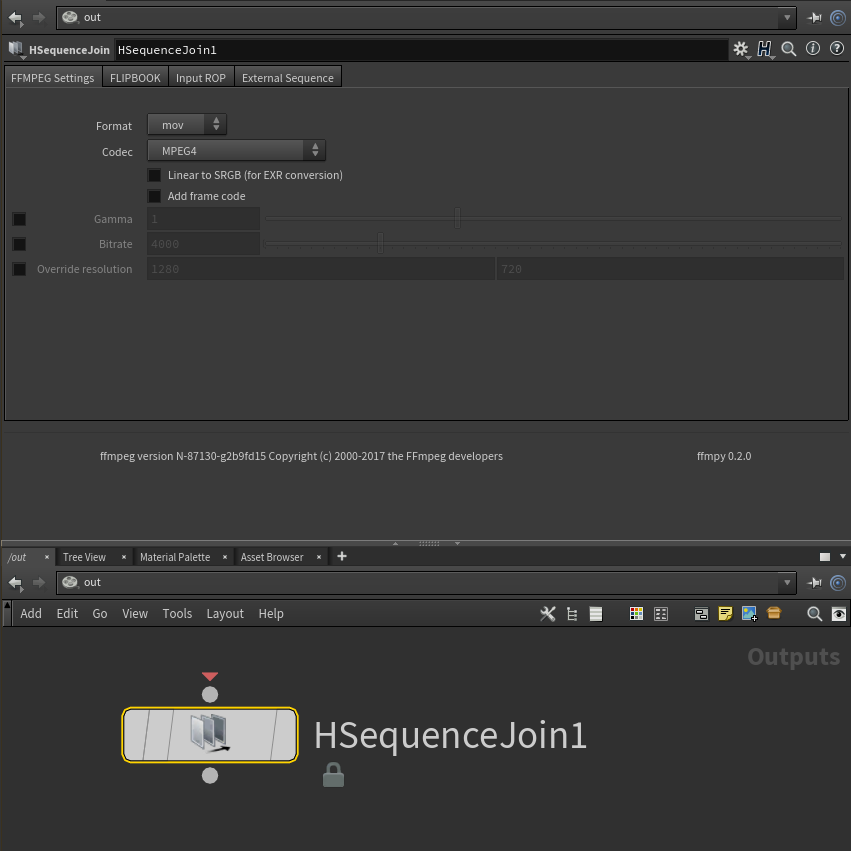 out
HSequenceJoin HSequenceJoin1
FFMPEG Settings FLIPBOOK Input ROP External Sequence
Format mov
Codec MPEG4
Linear to SRGB (for EXR conversion)
Add frame code
Gamma 1
Bitrate 4000
Override resolution 1280 720
ffmpeg version N-87130-g2b9fd15 Copyright (c) 2000-2017 the FFmpeg developers ffmpy 0.2.0
/out × Tree View × Material Palette × Asset Browser × +
out
Add Edit Go View Tools Layout Help
Outputs
HSequenceJoin1